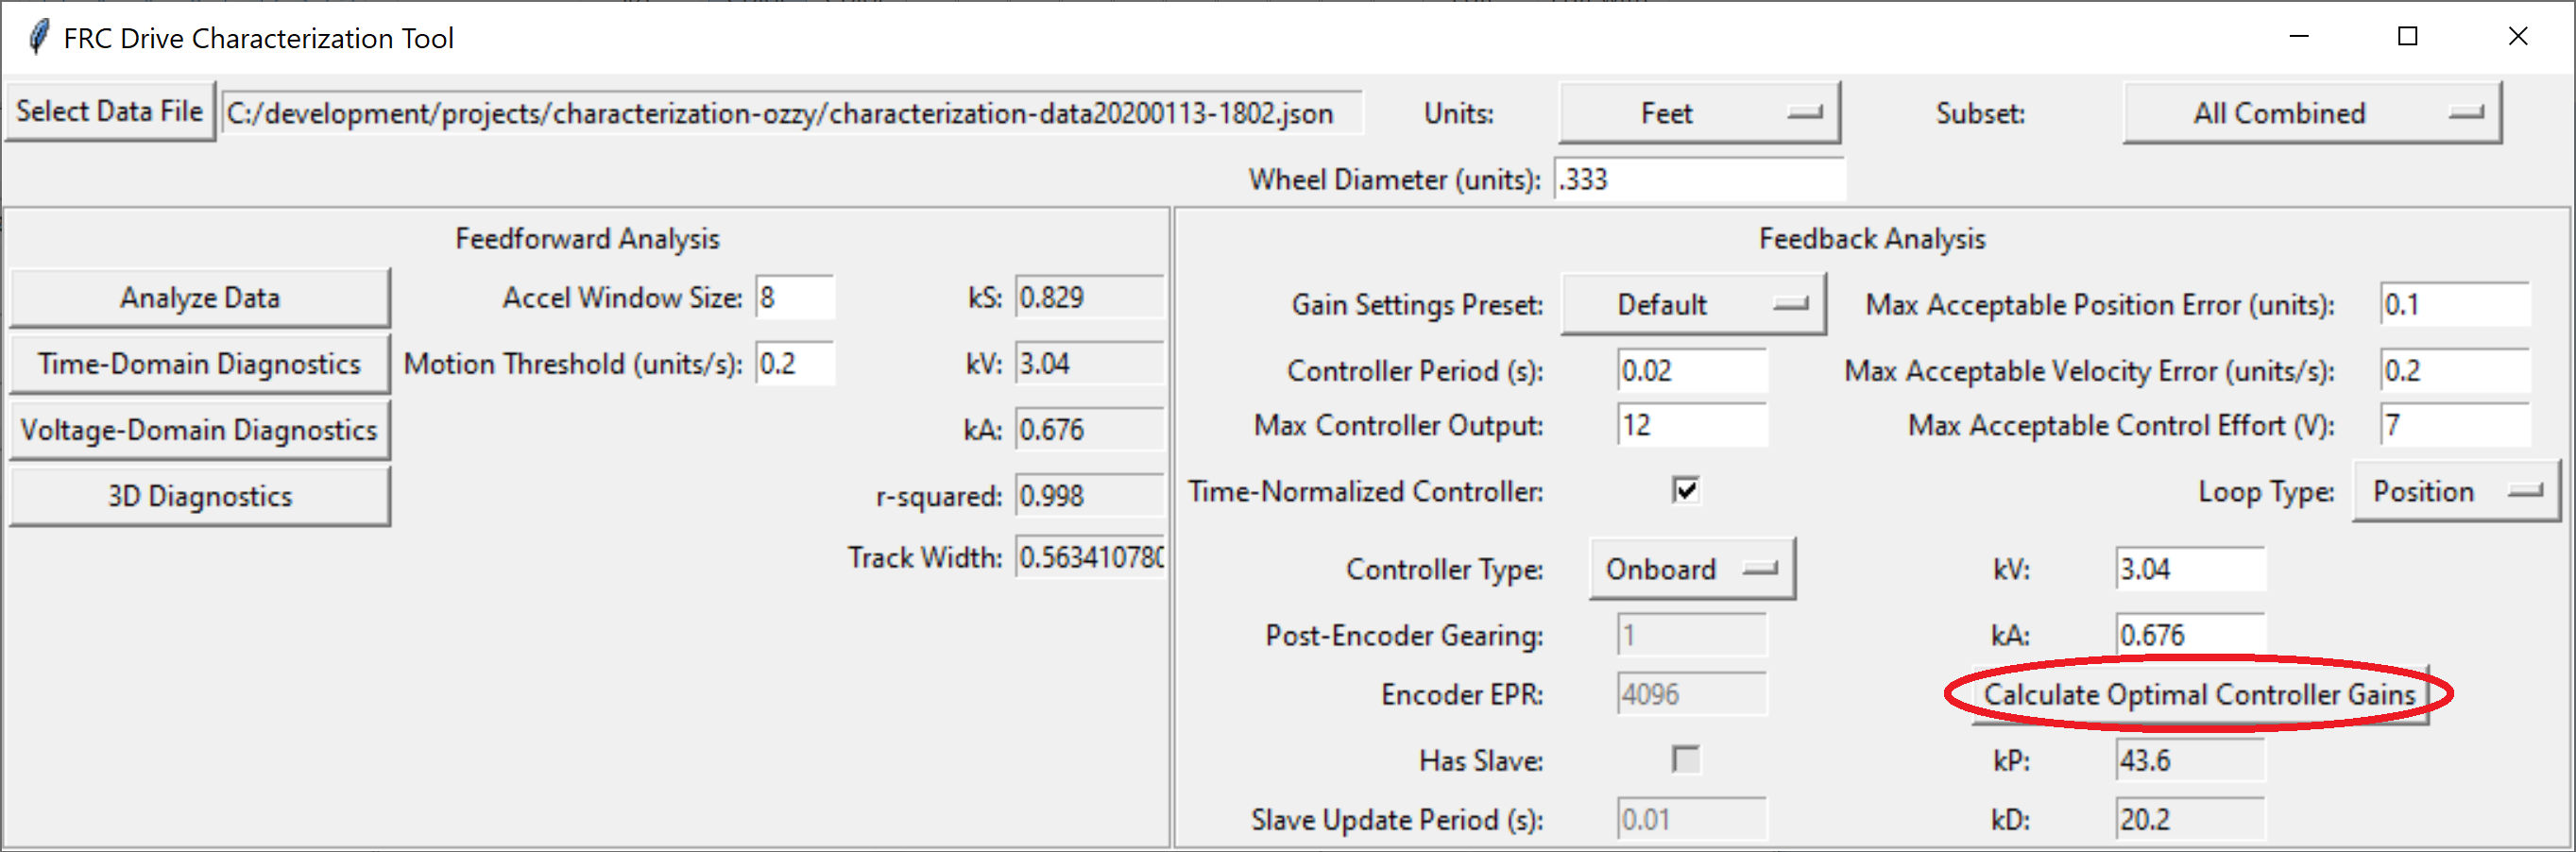 FRC Drive Characterization Tool
Select Data File C:/development/projects/characterization-ozzy/characterization-data20200113-1802.json Units: Feet Subset: All Combined
Wheel Diameter (units): .333
Feedforward Analysis
Analyze Data Accel Window Size: 8 kS: 0.829
Time-Domain Diagnostics Motion Threshold (units/s): 0.2 kV: 3.04
Voltage-Domain Diagnostics kA: 0.676
3D Diagnostics r-squared: 0.998
Track Width: 0.563410780
Feedback Analysis
Gain Settings Preset: Default Max Acceptable Position Error (units): 0.1
Controller Period (s): 0.02 Max Acceptable Velocity Error (units/s): 0.2
Max Controller Output: 12 Max Acceptable Control Effort (V): 7
Time-Normalized Controller: Loop Type: Position
Controller Type: Onboard kV: 3.04
Post-Encoder Gearing: 1 kA: 0.676
Encoder EPR: 4096 Calculate Optimal Controller Gains
Has Slave: kP: 43.6
Slave Update Period (s): 0.01 kD: 20.2